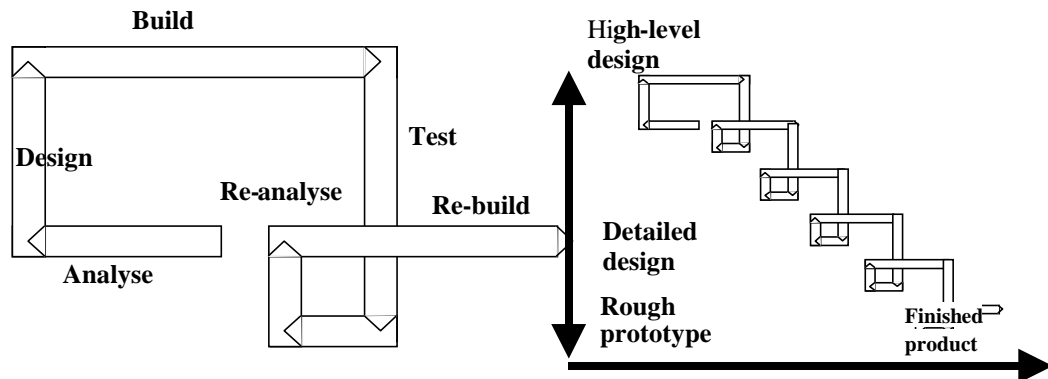 Build
Design
Test
Re-analyse
Re-build
Analyse
High-level
design
Detailed
design
Rough
prototype
Finished
product